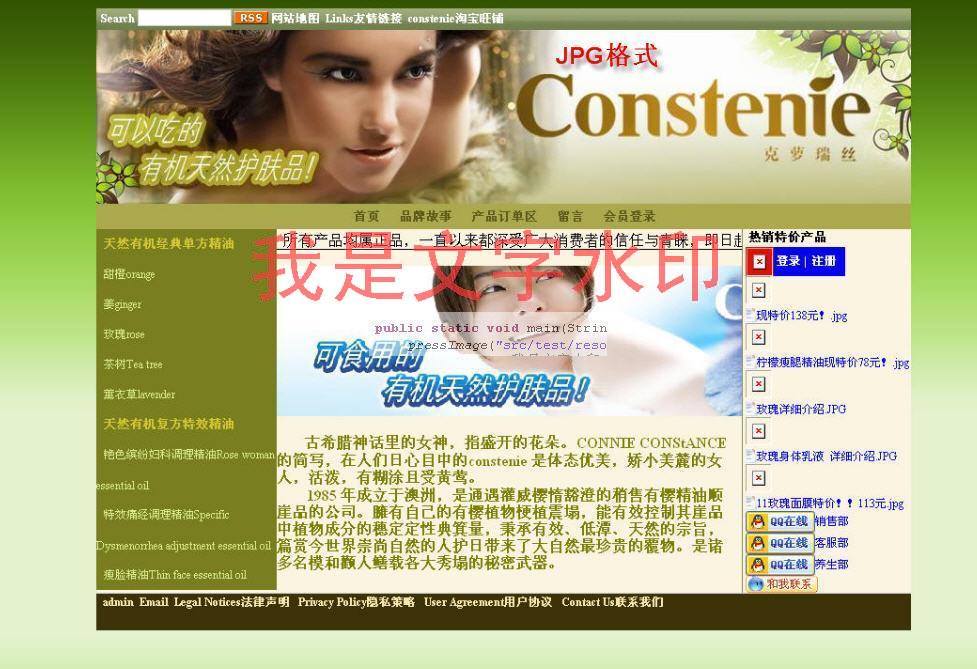 Search RSS 网站地图 Links友情链接 constenie淘宝旺铺
JPG格式
Constenie
克萝瑞丝
可以吃的
有机天然护肤品!
首页 品牌故事 产品订单区 留言 会员登录
天然有机经典单方精油
甜橙orange
姜ginger
玫瑰rose
茶树Tea tree
薰衣草lavender
天然有机复方特效精油
艳色缤纷妇科调理精油Rose woman
essential oil
特效痛经调理精油Specific
Dysmenorrhea adjustment essential oil
瘦脸精油Thin face essential oil
所有产品均属正品，一直以来都深受广大消费者的信任与青睐，即日起
我是文字水印
public static void main(Strin
pressImage("src/test/reso
可食用的
有机天然护肤品!
古希腊神话里的女神，指盛开的花朵。CONNIE CONStANCE
的简写，在人们日心目中的constenie 是体态优美，娇小美麓的女
人，活泼，有糊涂且受黄莺。
1985 年成立于澳洲，是通遇灌威樱惰豁澄的稍售有樱精油顺
崖品的公司。臃有自己的有樱植物梗植震塌，能有效控制其崖品
中植物成分的穗定定性典箕量，秉承有效、低潭、天然的宗旨，
篇赏今世界崇尚自然的人护日带来了大自然最珍贵的覆物。是诸
多名模和巅人鳝载各大秀塌的秘密武器。
热销特价产品
登录 | 注册
现特价138元! .jpg
柠檬瘦腿精油现特价78元! .jpg
玫瑰详细介绍.JPG
玫瑰身体乳液 详细介绍.JPG
11玫瑰面膜特价!! 113元.jpg
QQ在线 销售部
QQ在线 客服部
QQ在线 养生部
和我联系
admin Email Legal Notices法律声明 Privacy Policy隐私策略 User Agreement用户协议 Contact Us联系我们